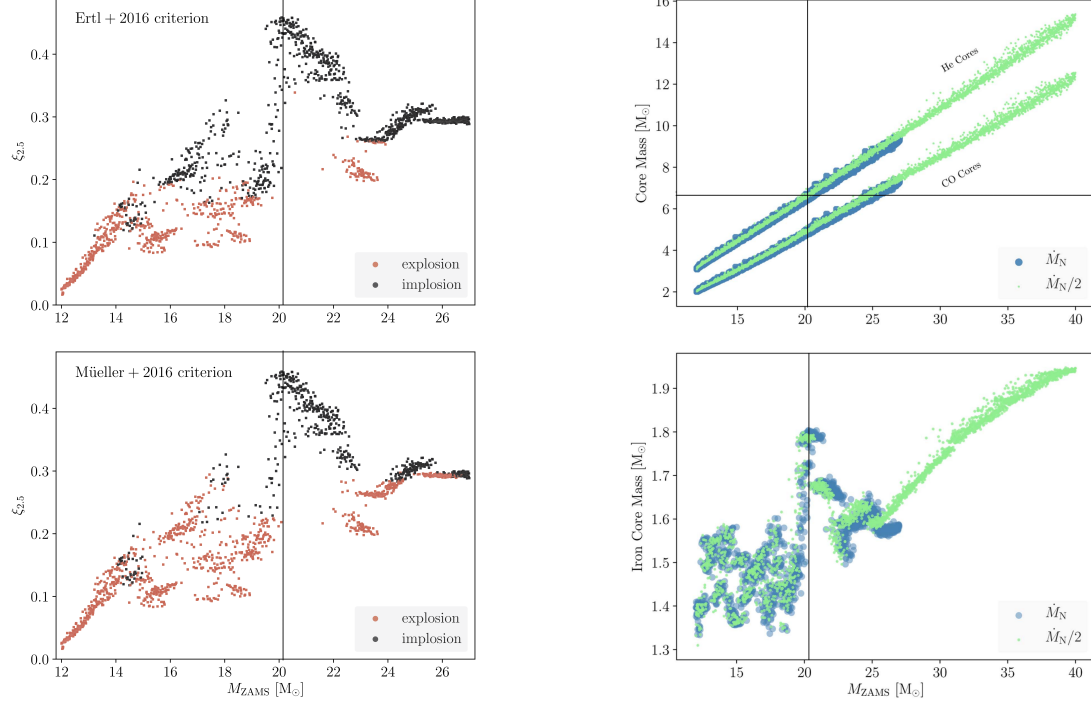 Ertl + 2016 criterion
ξ2.5
0.4
0.3
0.2
0.1
0.0
explosion
implosion
12 14 16 18 20 22 24 26
Core Mass [M⊙]
16
14
12
10
8
6
4
2
He Cores
CO Cores
ṀN
ṀN/2
15 20 25 30 35 40
Müeller + 2016 criterion
ξ2.5
0.4
0.3
0.2
0.1
0.0
explosion
implosion
12 14 16 18 20 22 24 26
MZAMS [M⊙]
Iron Core Mass [M⊙]
1.9
1.8
1.7
1.6
1.5
1.4
1.3
ṀN
ṀN/2
15 20 25 30 35 40
MZAMS [M⊙]